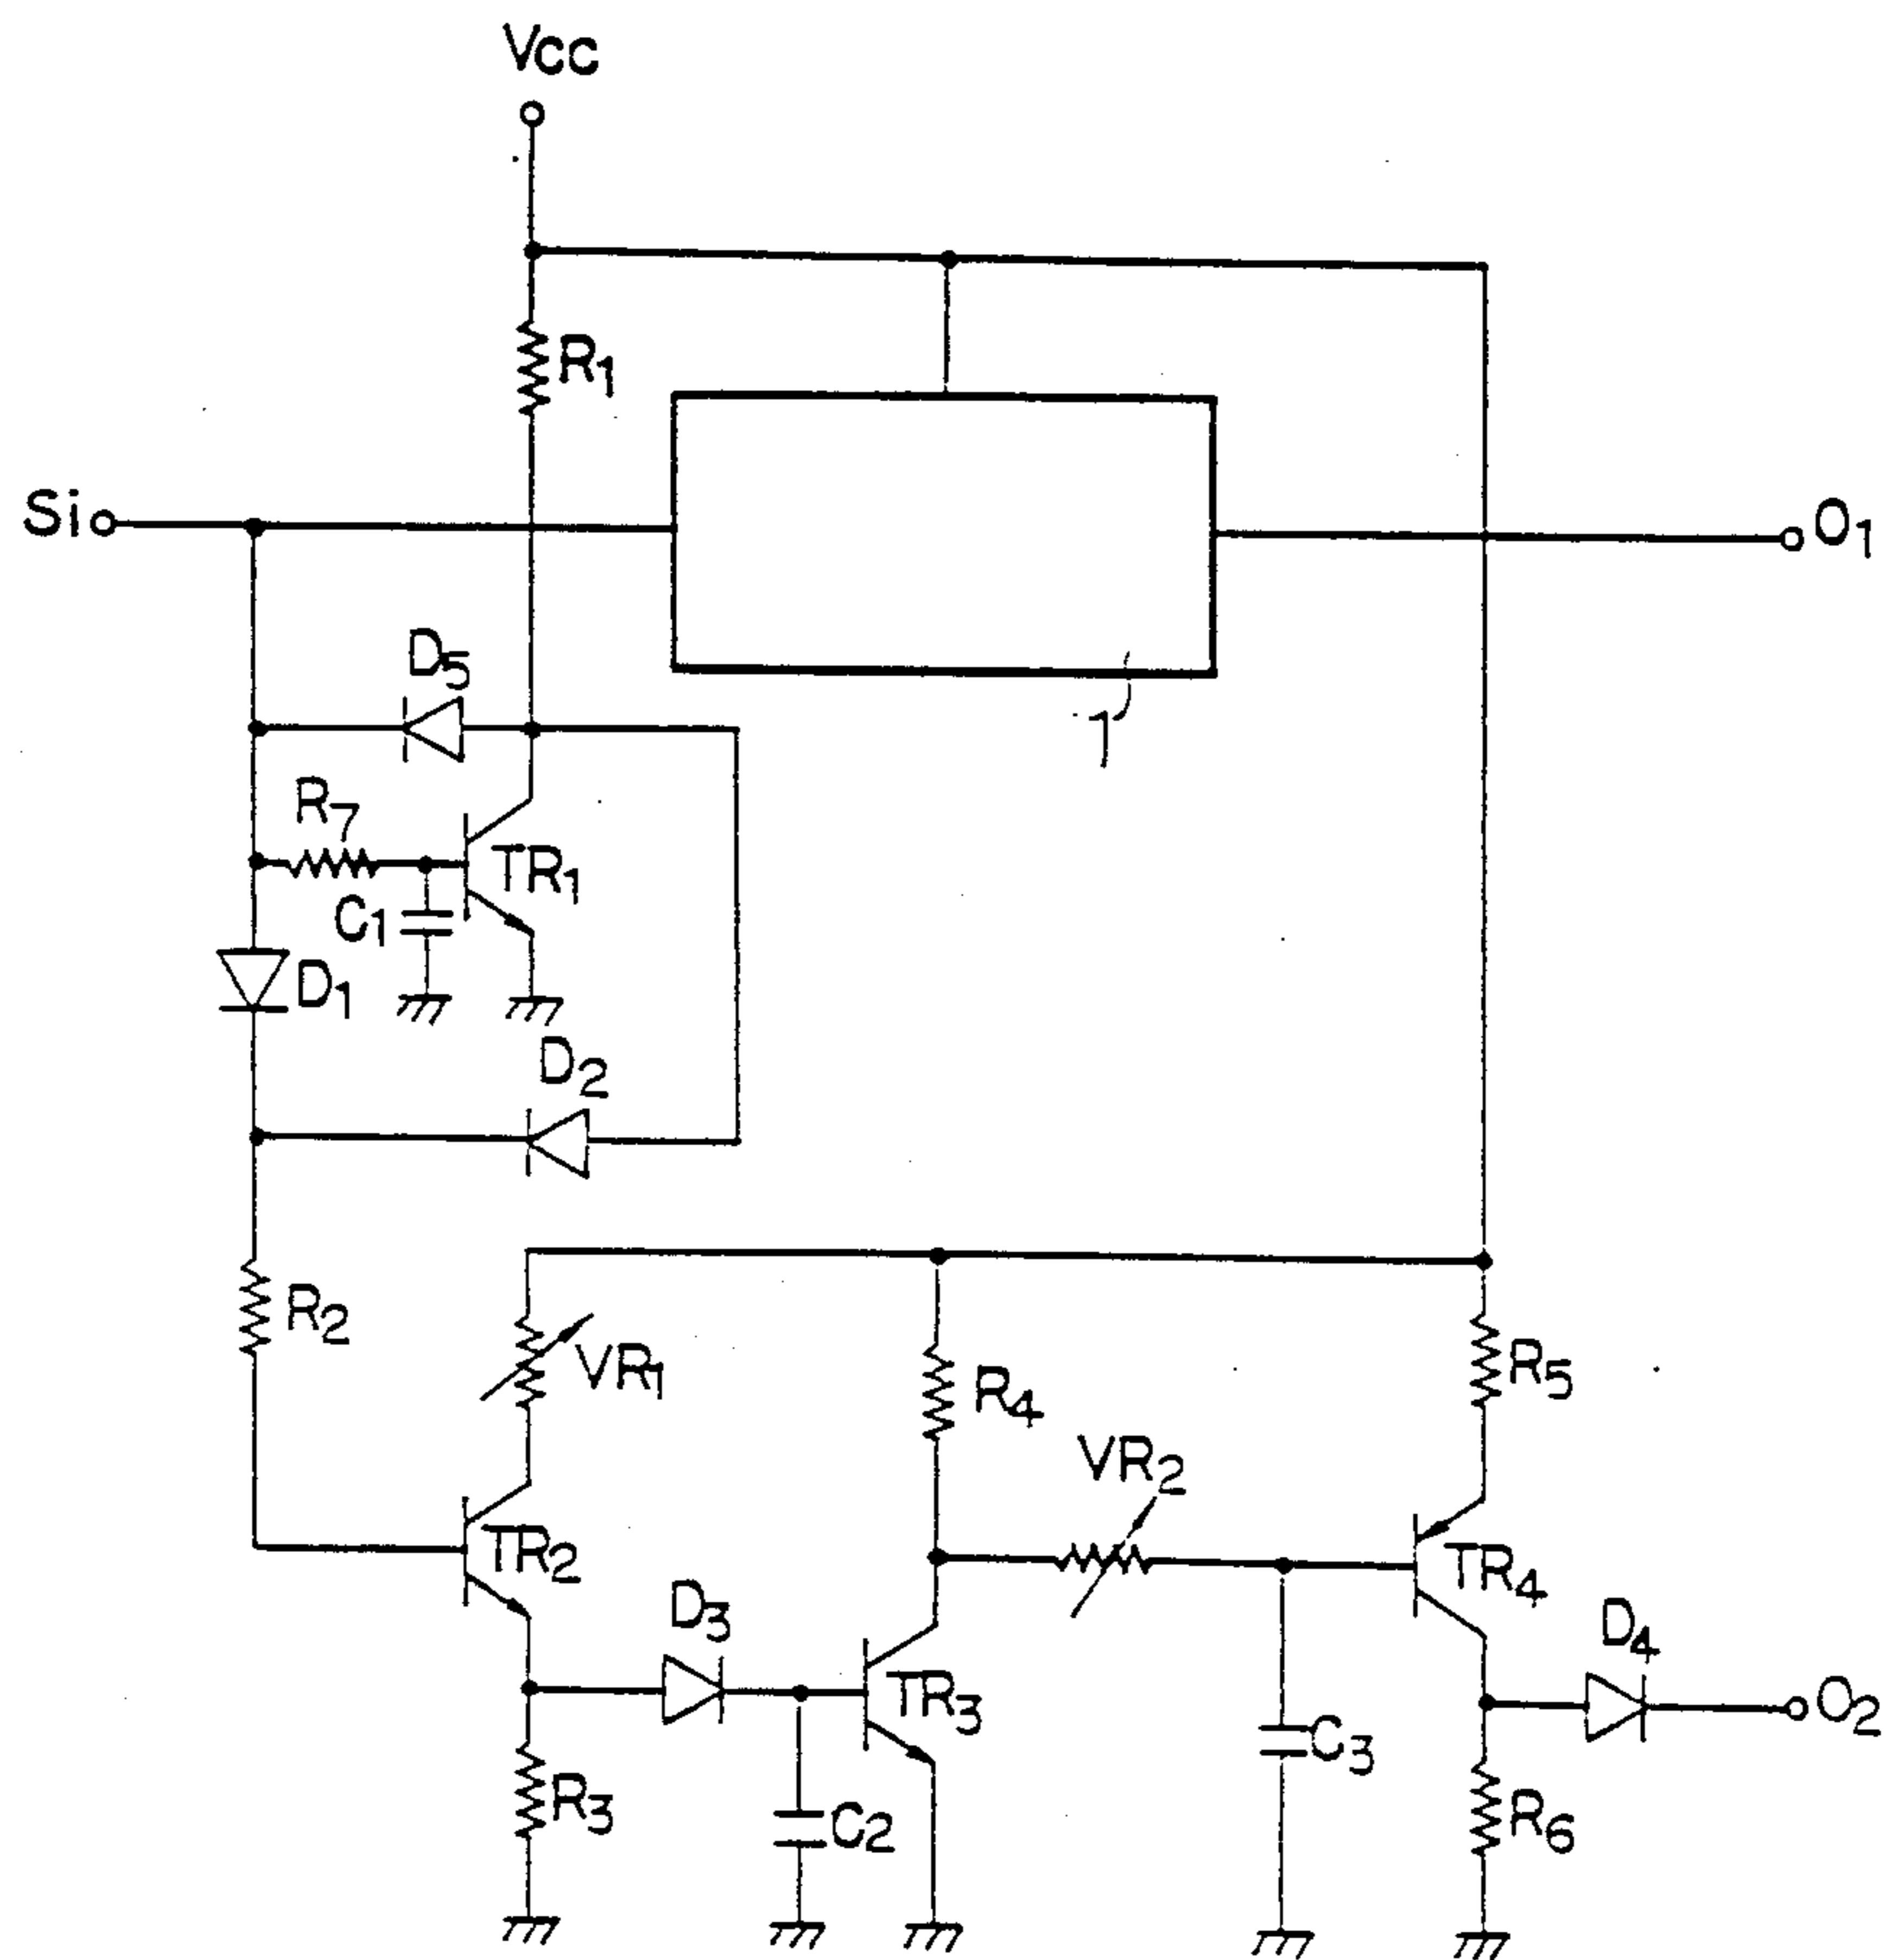 Vcc
R1
Si
O1
D5
1
R7
TR1
C1
D1
D2
R2
VR1
R4
R5
VR2
TR2
TR4
D3
D4
TR3
O2
C3
R3
C2
R6